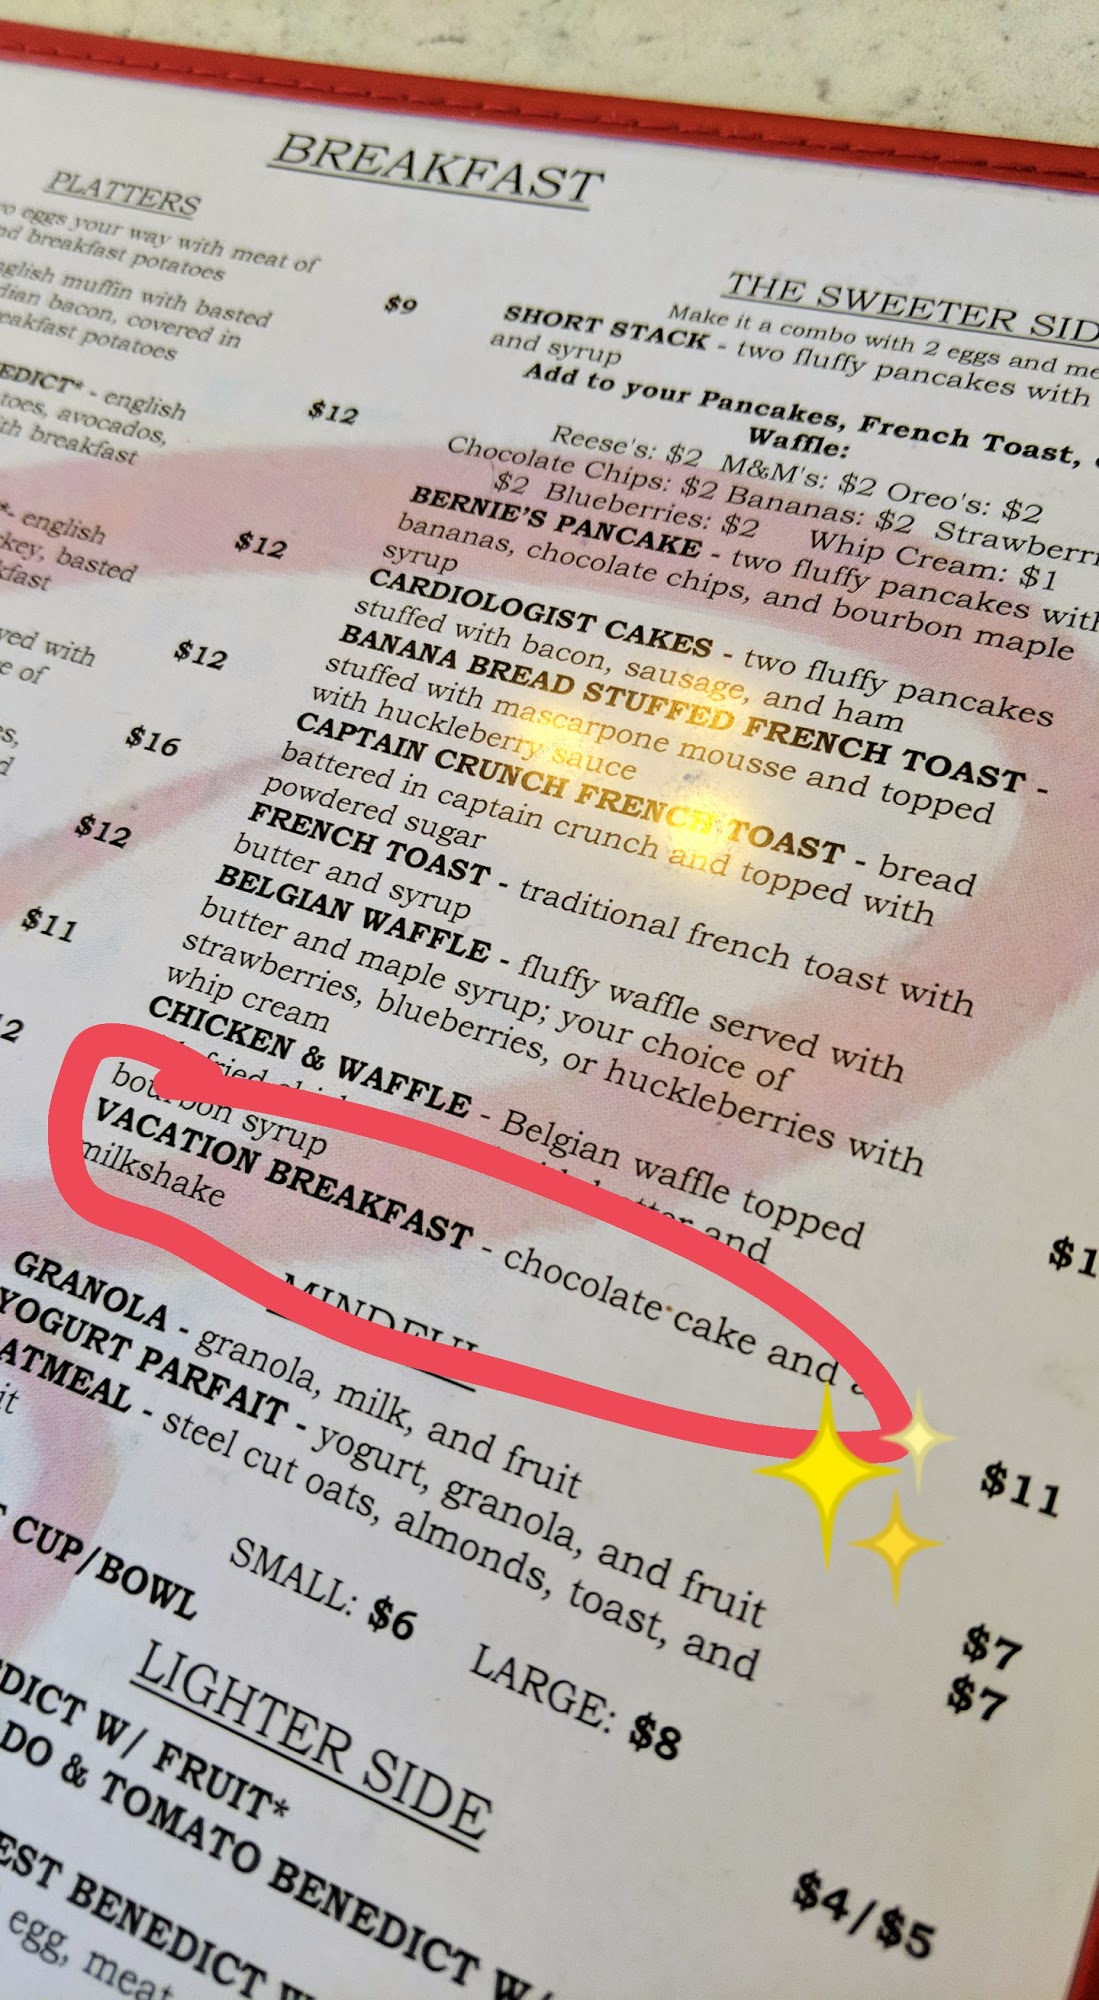 BREAKFAST
PLATTERS
eggs your way with meat of
breakfast potatoes
$9
muffin with basted
bacon, covered in
potatoes
$12
- english
avocados,
breakfast
$12
english
basted
$12
with
of
$16
$12
$11
THE SWEETER
Make it a combo with 2 eggs and
SHORT STACK - two fluffy pancakes with
and syrup
Add to your Pancakes, French Toast,
Waffle:
Reese's: $2 M&M's: $2 Oreo's: $2
Chocolate Chips: $2 Bananas: $2
$2 Blueberries: $2 Whip Cream: $1
BERNIE'S PANCAKE - two fluffy pancakes with
bananas, chocolate chips, and bourbon maple
syrup
CARDIOLOGIST CAKES - two fluffy pancakes
stuffed with bacon, sausage, and ham
BANANA BREAD STUFFED FRENCH TOAST -
stuffed with mascarpone mousse and topped
with huckleberry sauce
CAPTAIN CRUNCH FRENCH TOAST - bread
battered in captain crunch and topped with
powdered sugar
FRENCH TOAST - traditional french toast with
butter and syrup
BELGIAN WAFFLE - fluffy waffle served with
butter and maple syrup; your choice of
strawberries, blueberries, or huckleberries with
whip cream
CHICKEN & WAFFLE - Belgian waffle topped
fried and
bourbon syrup
VACATION BREAKFAST - chocolate cake and a
milkshake
$11
MINDFUL
GRANOLA - granola, milk, and fruit
$7
YOGURT PARFAIT - yogurt, granola, and fruit
$7
- steel cut oats, almonds, toast, and
SMALL: $6 LARGE: $8
CUP/BOWL
$4/$5
LIGHTER SIDE
W/ FRUIT*
& TOMATO BENEDICT
BENEDICT
egg, meat